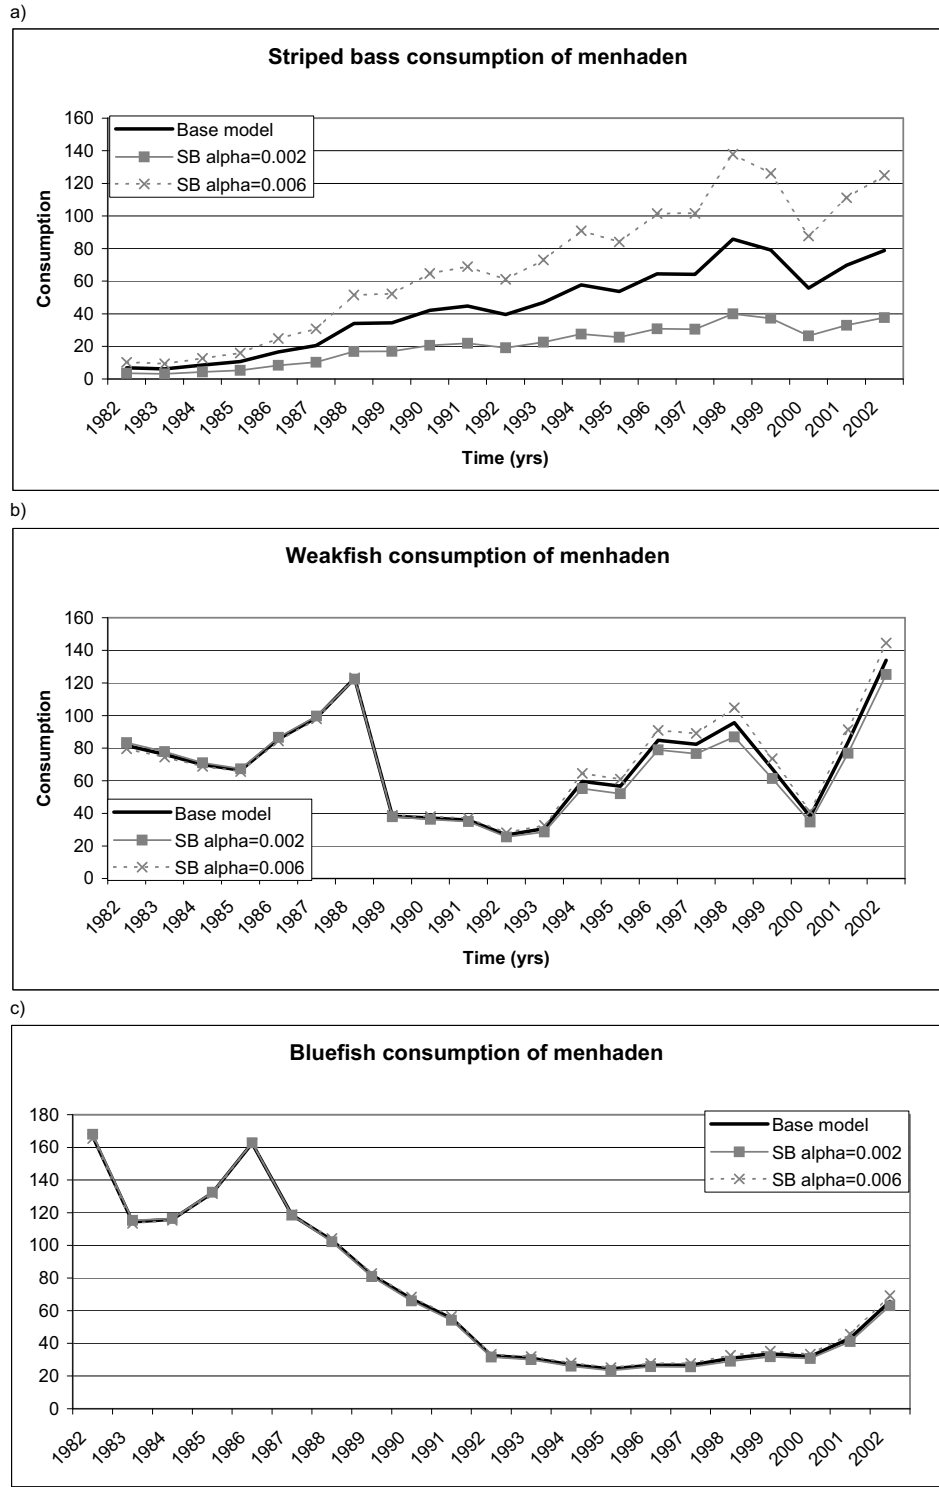 a)
Striped bass consumption of menhaden
160
140
120
100
80
60
40
20
0
Consumption
Base model
SB alpha=0.002
SB alpha=0.006
1982 1983 1984 1985 1986 1987 1988 1989 1990 1991 1992 1993 1994 1995 1996 1997 1998 1999 2000 2001 2002
Time (yrs)
b)
Weakfish consumption of menhaden
160
140
120
100
80
60
40
20
0
Consumption
Base model
SB alpha=0.002
SB alpha=0.006
1982 1983 1984 1985 1986 1987 1988 1989 1990 1991 1992 1993 1994 1995 1996 1997 1998 1999 2000 2001 2002
Time (yrs)
c)
Bluefish consumption of menhaden
180
160
140
120
100
80
60
40
20
0
Base model
SB alpha=0.002
SB alpha=0.006
1982 1983 1984 1985 1986 1987 1988 1989 1990 1991 1992 1993 1994 1995 1996 1997 1998 1999 2000 2001 2002